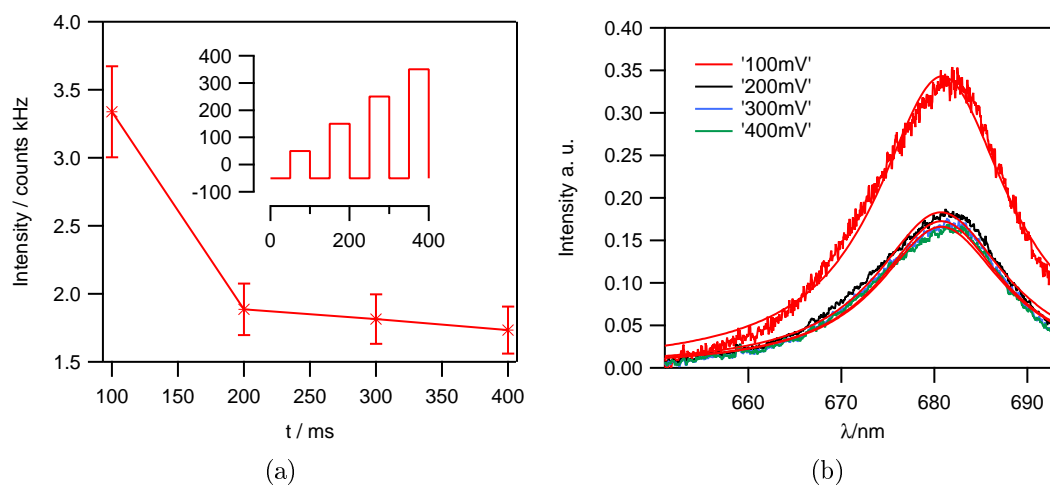 4.0
3.5
3.0
2.5
2.0
1.5
Intensity / counts kHz
100 150 200 250 300 350 400
t / ms
400
300
200
100
0
-100
0 200 400
(a)
0.40
0.35
0.30
0.25
0.20
0.15
0.10
0.05
0.00
Intensity a. u.
'100mV'
'200mV'
'300mV'
'400mV'
660 670 680 690
λ/nm
(b)